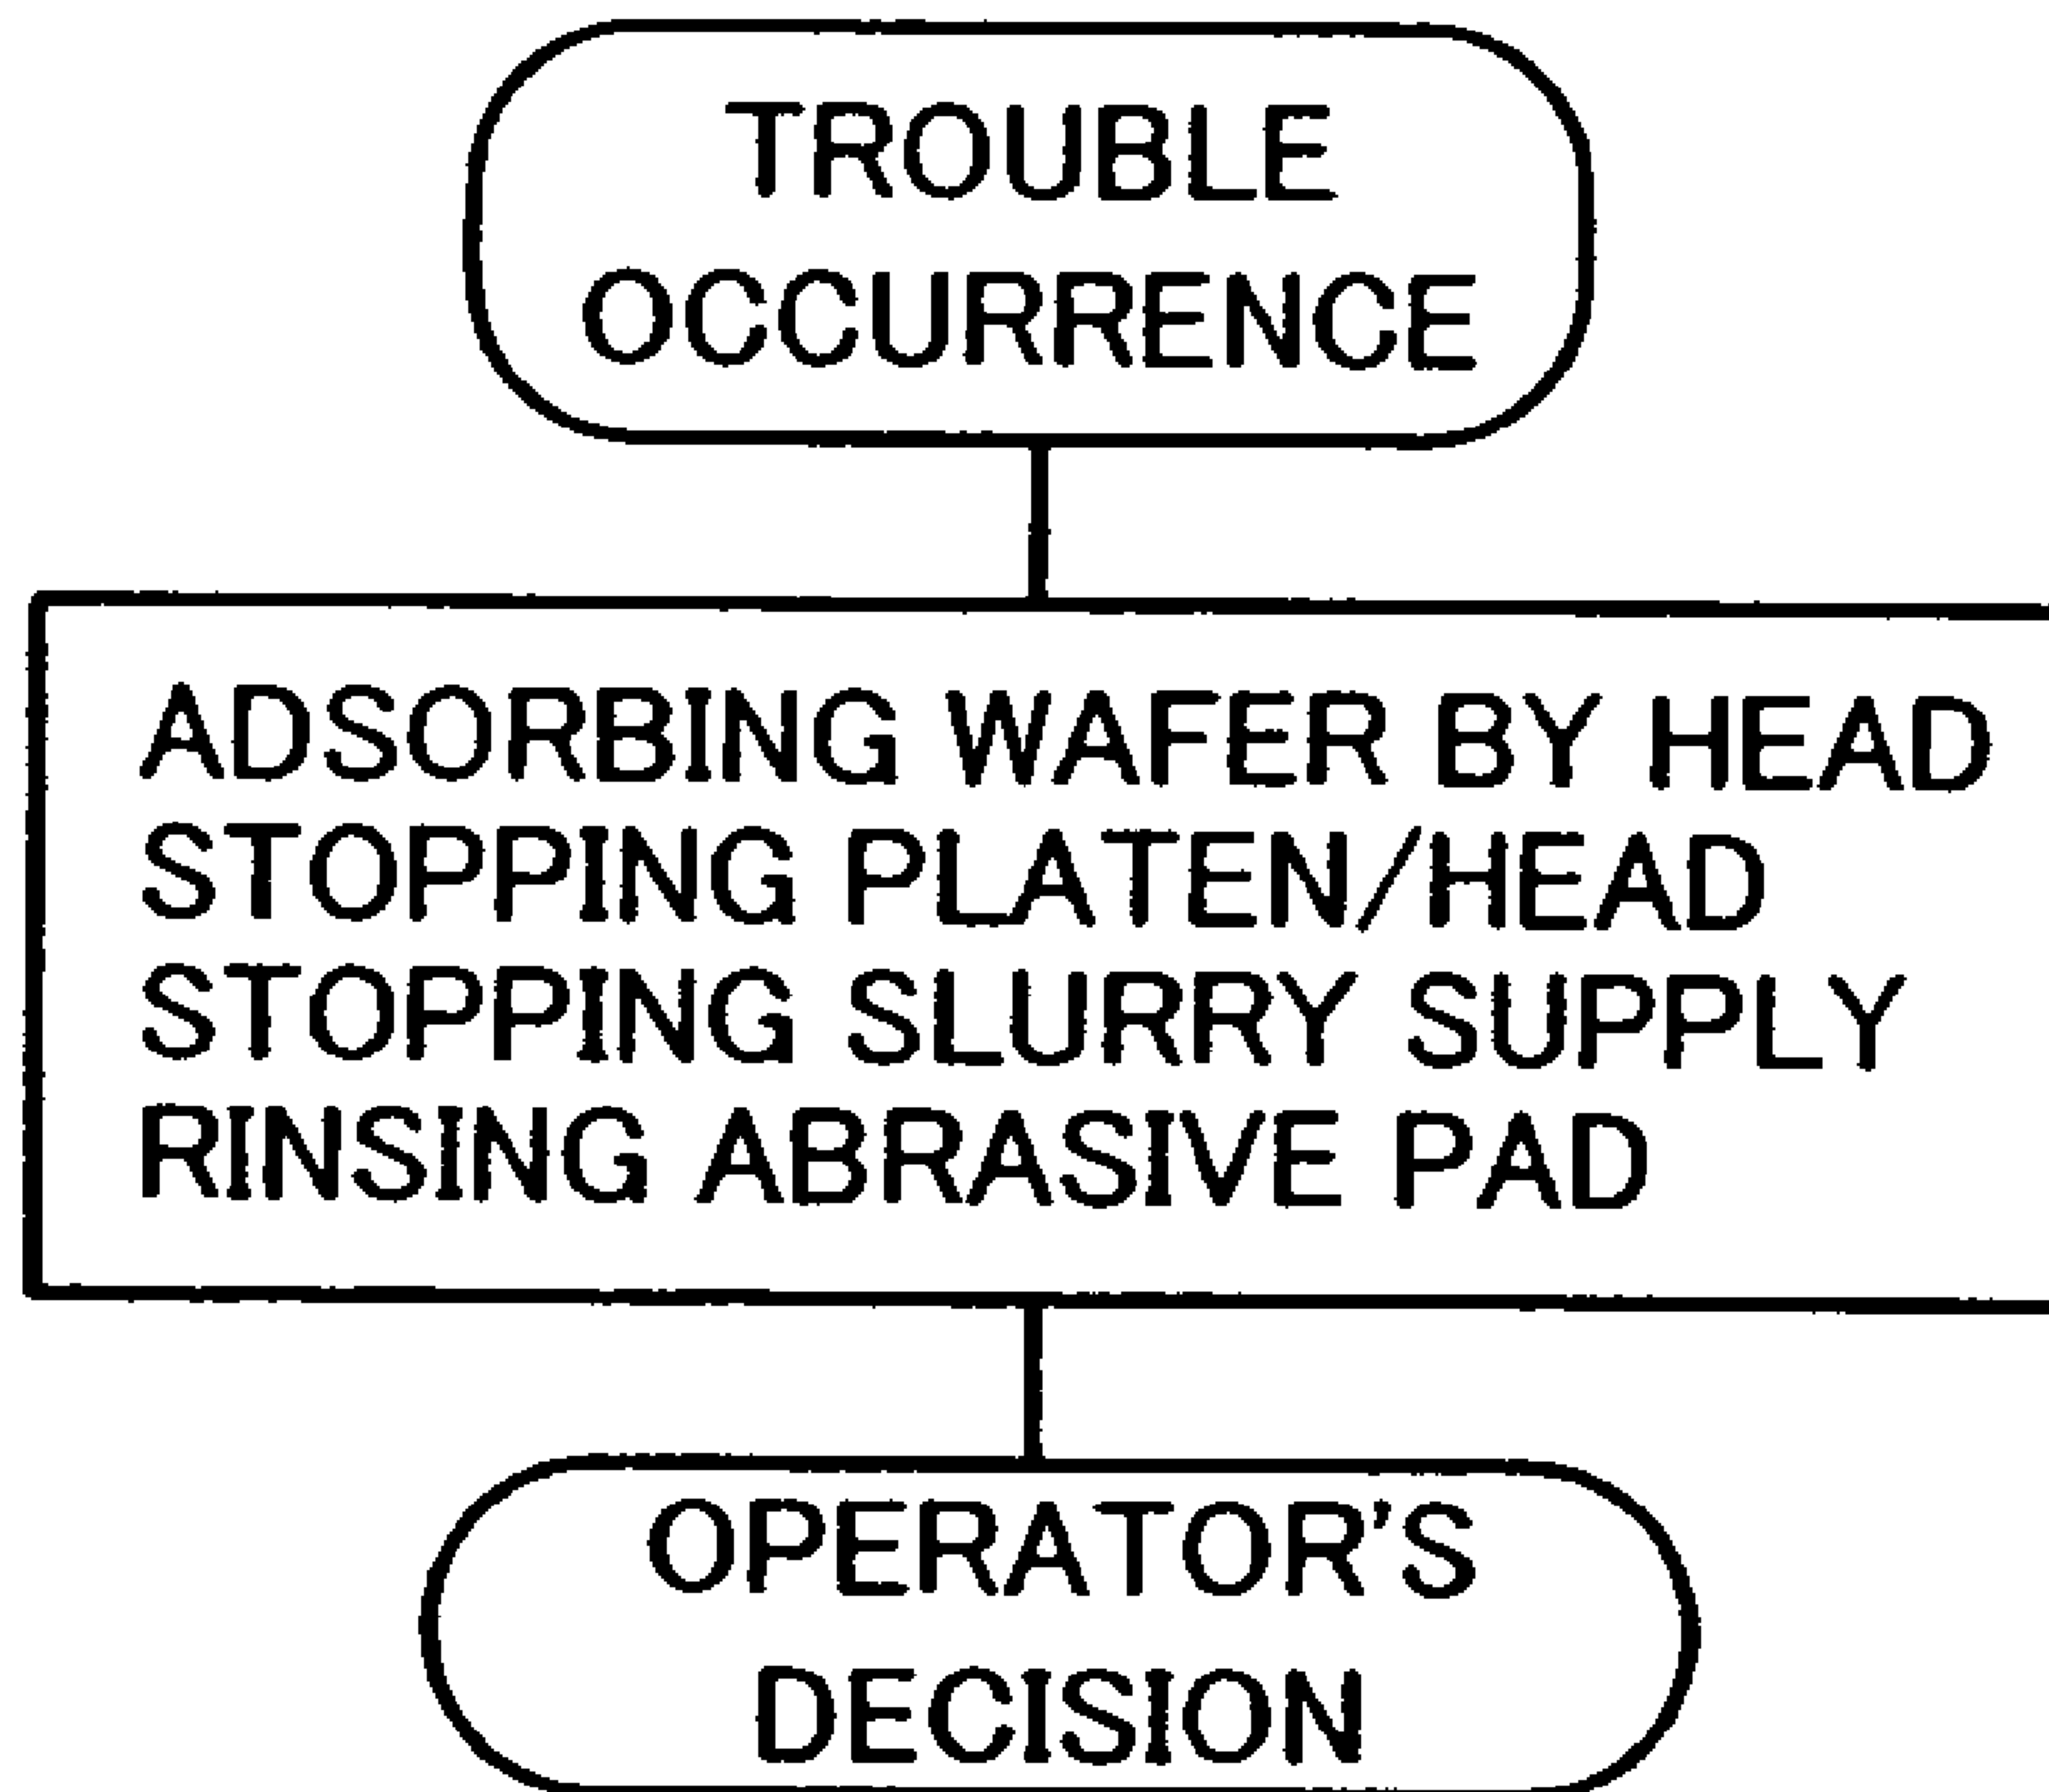 TROUBLE
OCCURRENCE
ADSORBING WAFER BY HEAD
STOPPING PLATEN/HEAD
STOPPING SLURRY SUPPLY
RINSING ABRASIVE PAD
OPERATOR'S
DECISION